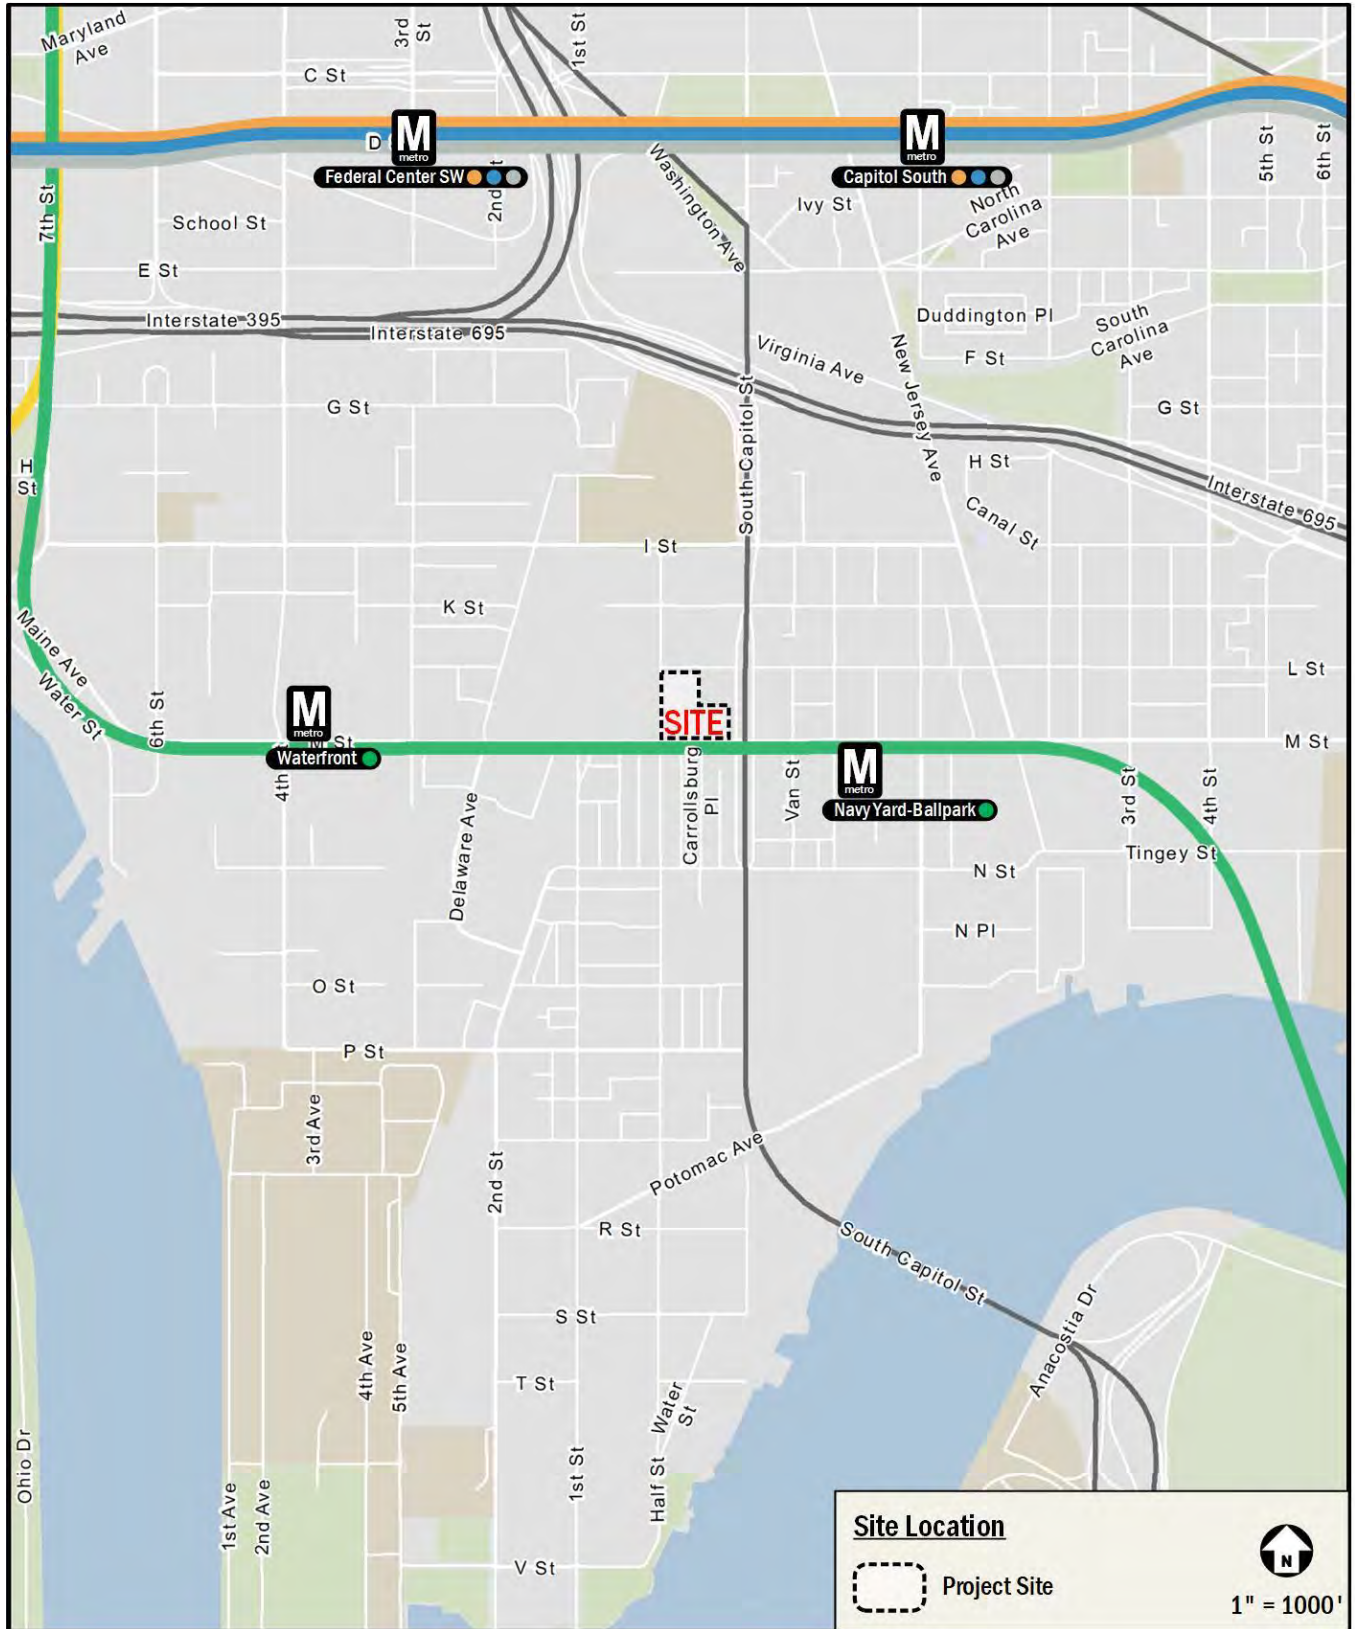 Maryland
Ave
3rd
St
1st St
C St
D
M
metro
Federal Center SW
M
metro
Capitol South
5th St
6th St
Washington Ave
7th St
2nd
Ivy St
North
Carolina
Ave
School St
E St
Interstate 395
Interstate 695
Duddington Pl
South
Carolina
Ave
F St
Virginia Ave
New Jersey Ave
G St
G St
South Capitol St
H
St
H St
Interstate 695
Canal St
I St
K St
Maine Ave
Water St
L St
6th St
M
metro
M St
Waterfront
4th
SITE
M St
M
metro
Navy Yard-Ballpark
Carrollsburg
Pl
Van St
3rd St
4th St
Delaware Ave
Tingey St
N St
N Pl
O St
P St
3rd Ave
2nd St
Potomac Ave
R St
South Capitol St
S St
Anacostia Dr
4th Ave
5th Ave
T St
Water
St
Ohio Dr
1st Ave
2nd Ave
1st St
Half St
V St
Site Location
Project Site
N
1" = 1000'